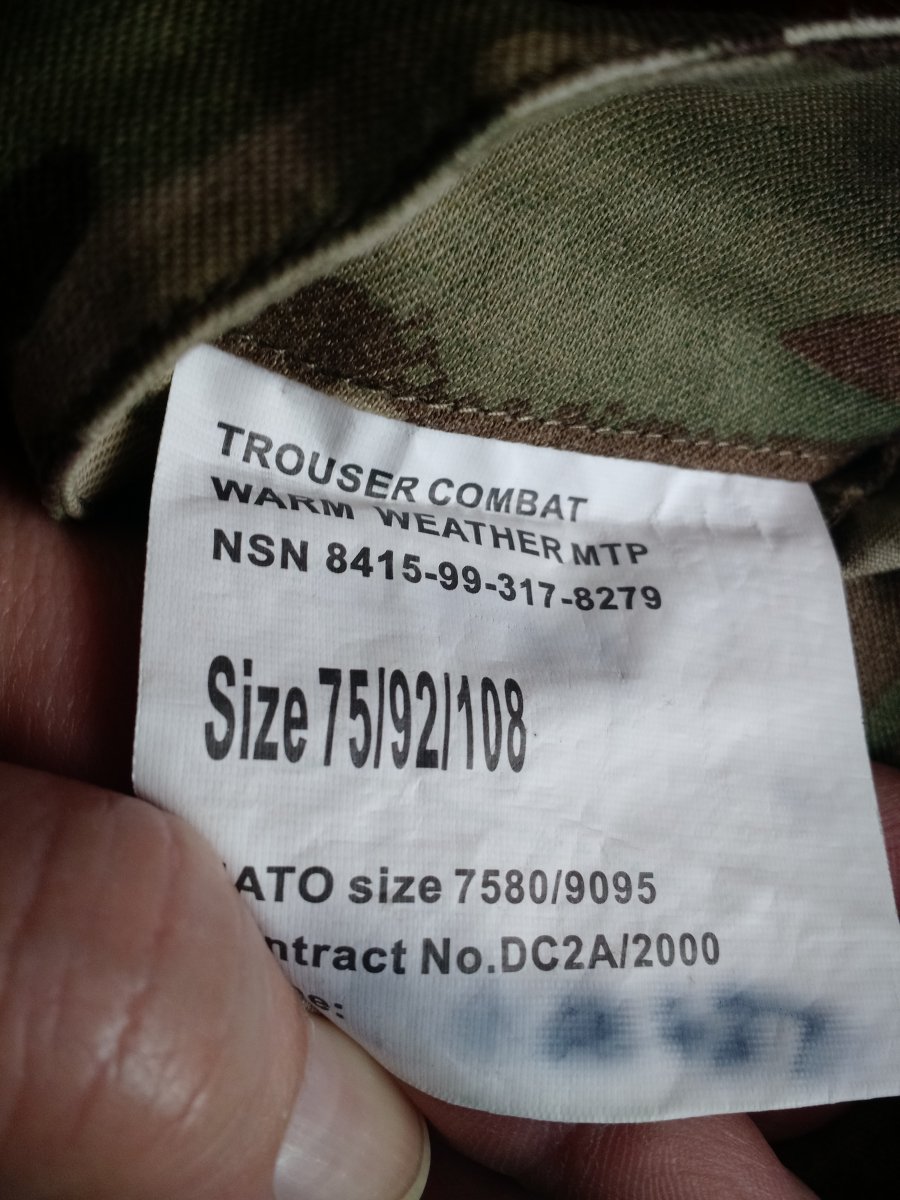 TROUSER COMBAT
WARM WEATHER MTP
NSN 8415-99-317-8279
Size 75/92/108
ATO size 7580/9095
ntract No.DC2A/2000
e: